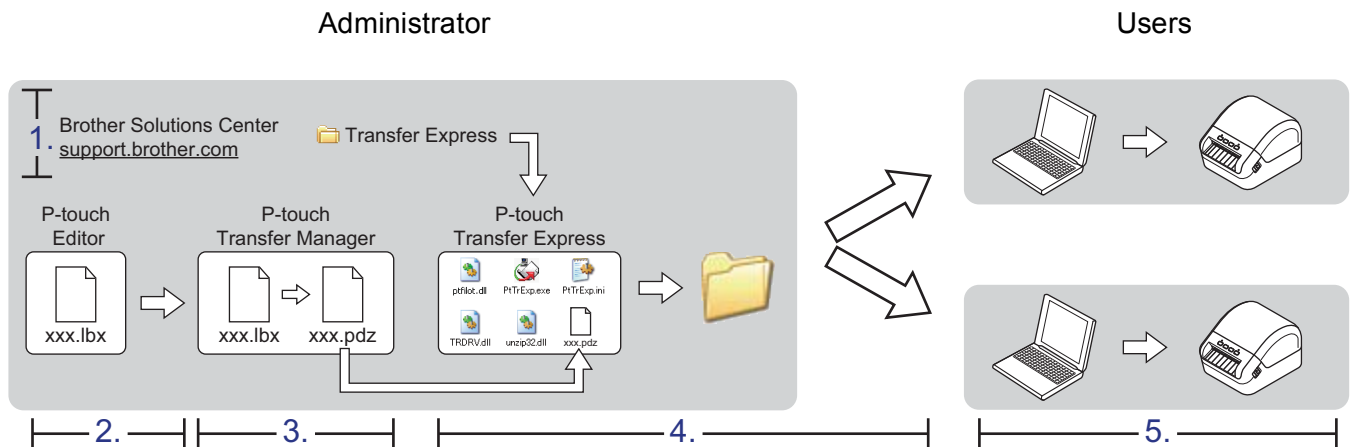 Administrator
Users
1.
Brother Solutions Center
support.brother.com
Transfer Express
P-touch
Editor
xxx.lbx
P-touch
Transfer Manager
xxx.lbx
xxx.pdz
P-touch
Transfer Express
ptfilot.dll
PtTrExp.exe
PtTrExp.ini
TRDRV.dll
unzip32.dll
xxx.pdz
2.
3.
4.
5.